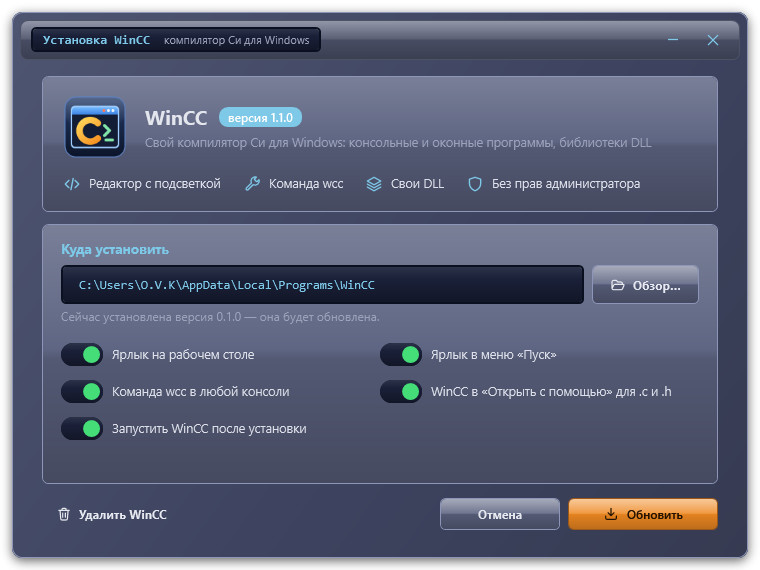 Установка WinCC компилятор Си для Windows
WinCC версия 1.1.0
Свой компилятор Си для Windows: консольные и оконные программы, библиотеки DLL
Редактор с подсветкой Команда wcc Свои DLL Без прав администратора
Куда установить
C:\Users\O.V.K\AppData\Local\Programs\WinCC Обзор...
Сейчас установлена версия 0.1.0 — она будет обновлена.
Ярлык на рабочем столе Ярлык в меню «Пуск»
Команда wcc в любой консоли WinCC в «Открыть с помощью» для .c и .h
Запустить WinCC после установки
Удалить WinCC Отмена Обновить